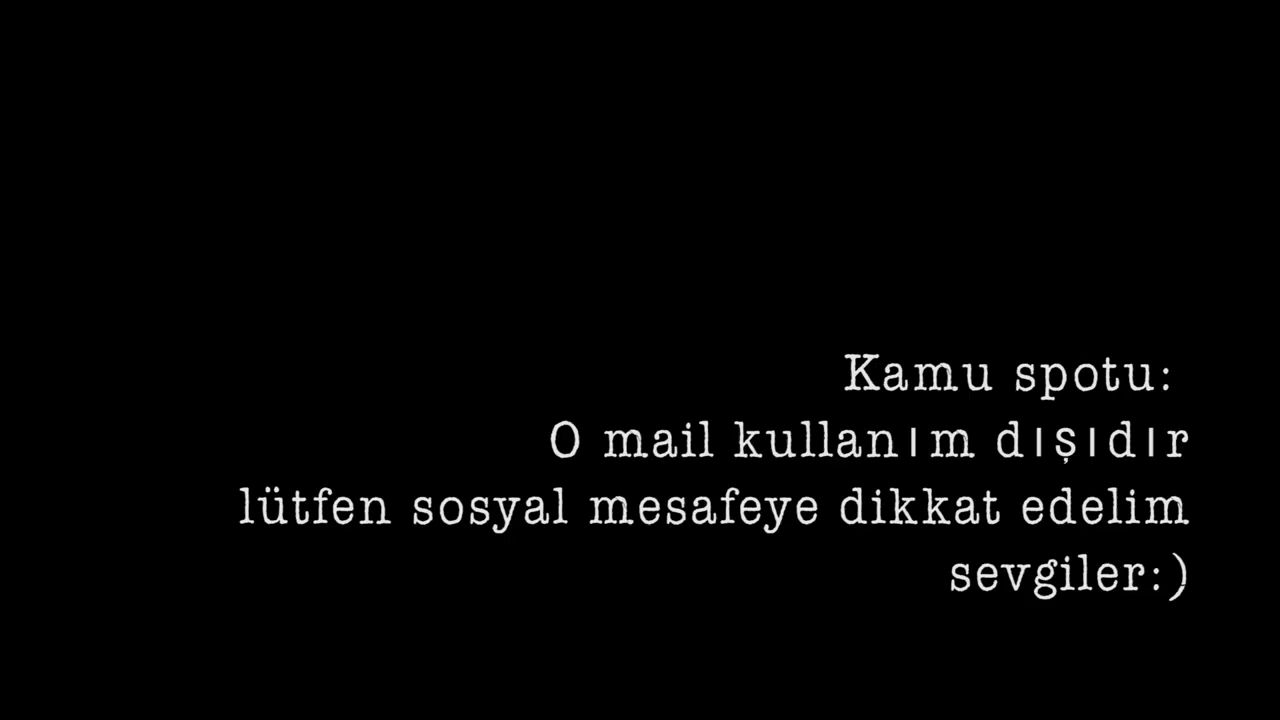 Kamu spotu:
O mail kullanım dışıdır
lütfen sosyal mesafeye dikkat edelim
sevgiler:)